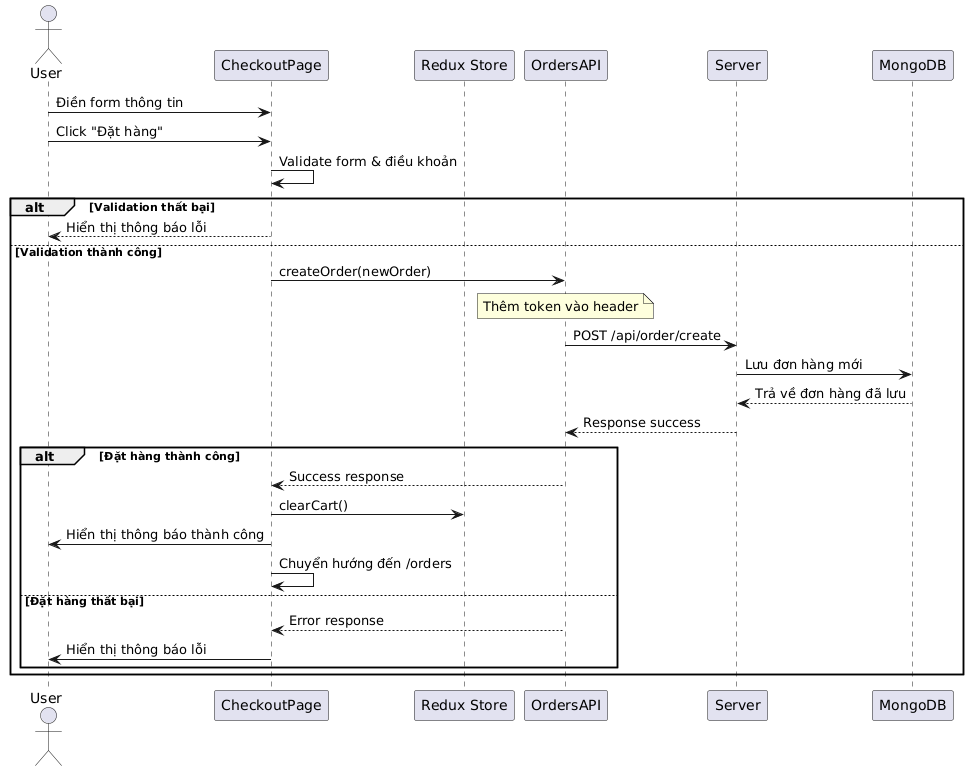 User
CheckoutPage
Redux Store
OrdersAPI
Server
MongoDB
Điền form thông tin
Click "Đặt hàng"
Validate form & điều khoản
alt
[Validation thất bại]
Hiển thị thông báo lỗi
[Validation thành công]
createOrder(newOrder)
Thêm token vào header
POST /api/order/create
Lưu đơn hàng mới
Trả về đơn hàng đã lưu
Response success
alt
[Đặt hàng thành công]
Success response
clearCart()
Hiển thị thông báo thành công
Chuyển hướng đến /orders
[Đặt hàng thất bại]
Error response
Hiển thị thông báo lỗi
User
CheckoutPage
Redux Store
OrdersAPI
Server
MongoDB